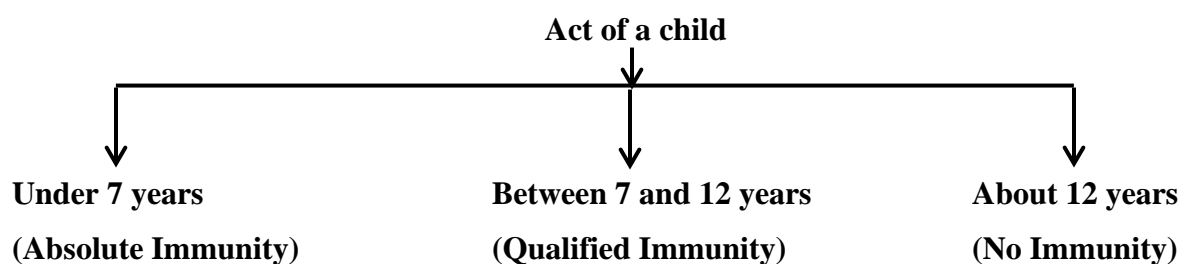 Act of a child
Under 7 years Between 7 and 12 years About 12 years
(Absolute Immunity) (Qualified Immunity) (No Immunity)